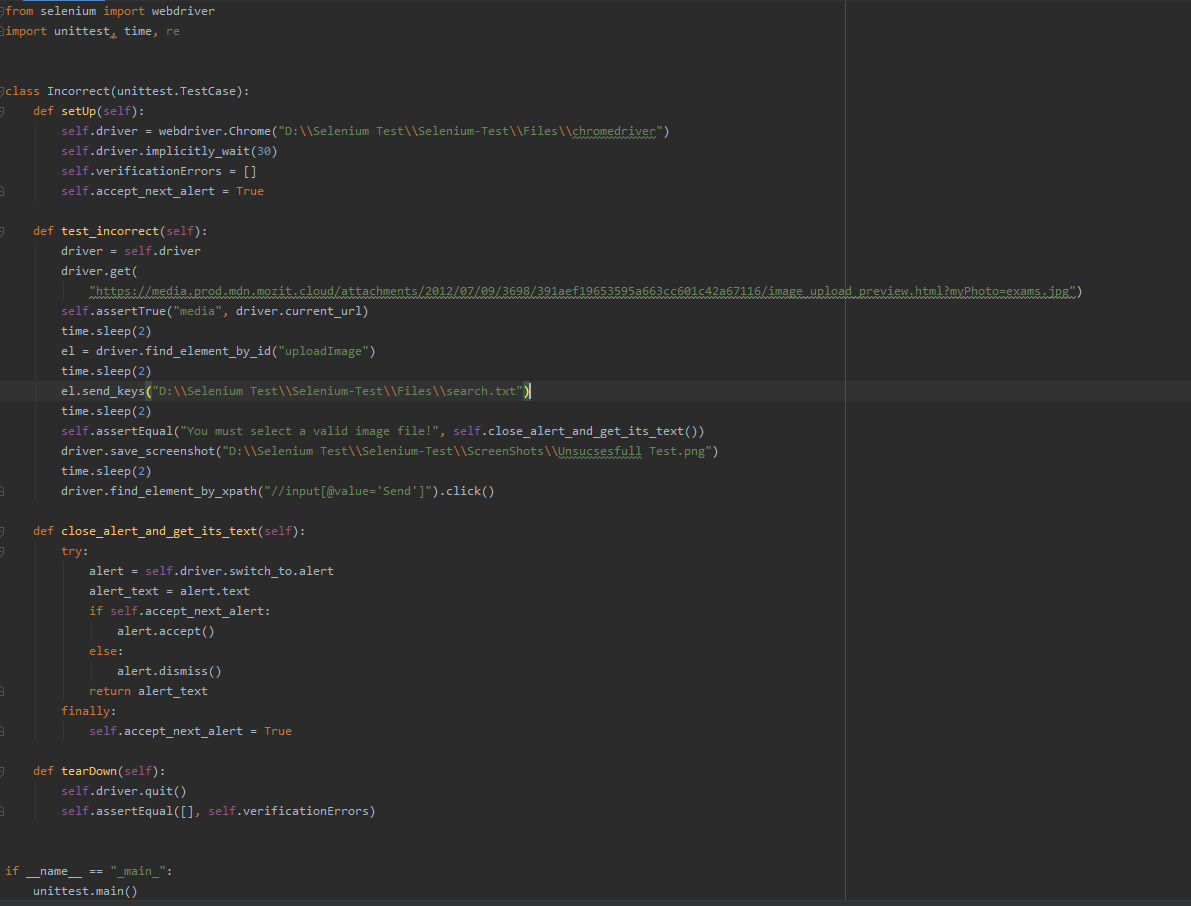 from selenium import webdriver
import unittest, time, re
class Incorrect(unittest.TestCase):
    def setUp(self):
        self.driver = webdriver.Chrome("D:\\Selenium Test\\Selenium-Test\\Files\\chromedriver")
        self.driver.implicitly_wait(30)
        self.verificationErrors = []
        self.accept_next_alert = True
    def test_incorrect(self):
        driver = self.driver
        driver.get(
            "https://media.prod.mdn.mozit.cloud/attachments/2012/07/09/3698/391aef19653595a663cc601c42a67116/image_upload_preview.html?myPhoto=exams.jpg")
        self.assertTrue("media", driver.current_url)
        time.sleep(2)
        el = driver.find_element_by_id("uploadImage")
        time.sleep(2)
        el.send_keys("D:\\Selenium Test\\Selenium-Test\\Files\\search.txt")
        time.sleep(2)
        self.assertEqual("You must select a valid image file!", self.close_alert_and_get_its_text())
        driver.save_screenshot("D:\\Selenium Test\\Selenium-Test\\ScreenShots\\Unsucsesfull Test.png")
        time.sleep(2)
        driver.find_element_by_xpath("//input[@value='Send']").click()
    def close_alert_and_get_its_text(self):
        try:
            alert = self.driver.switch_to.alert
            alert_text = alert.text
            if self.accept_next_alert:
                alert.accept()
            else:
                alert.dismiss()
            return alert_text
        finally:
            self.accept_next_alert = True
    def tearDown(self):
        self.driver.quit()
        self.assertEqual([], self.verificationErrors)
if __name__ == "_main_":
    unittest.main()